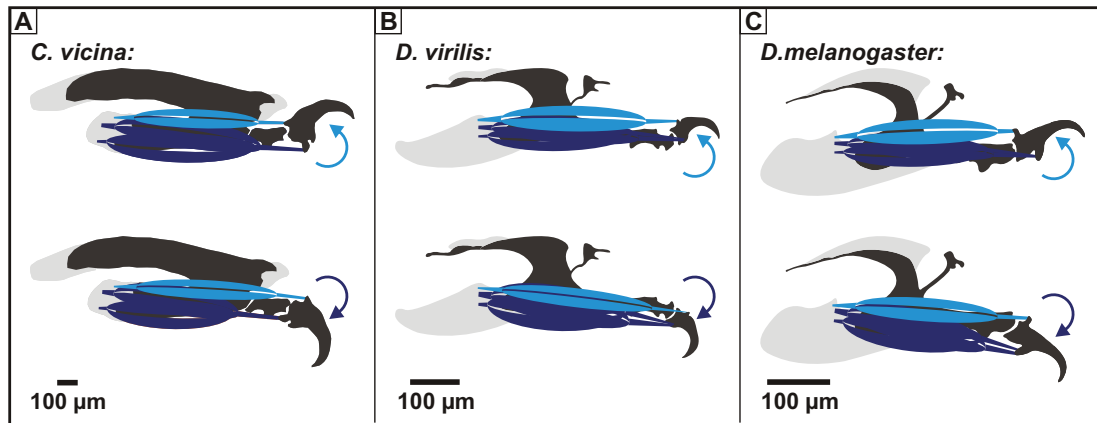 A
C. vicina:
100 µm
B
D. virilis:
100 µm
C
D.melanogaster:
100 µm